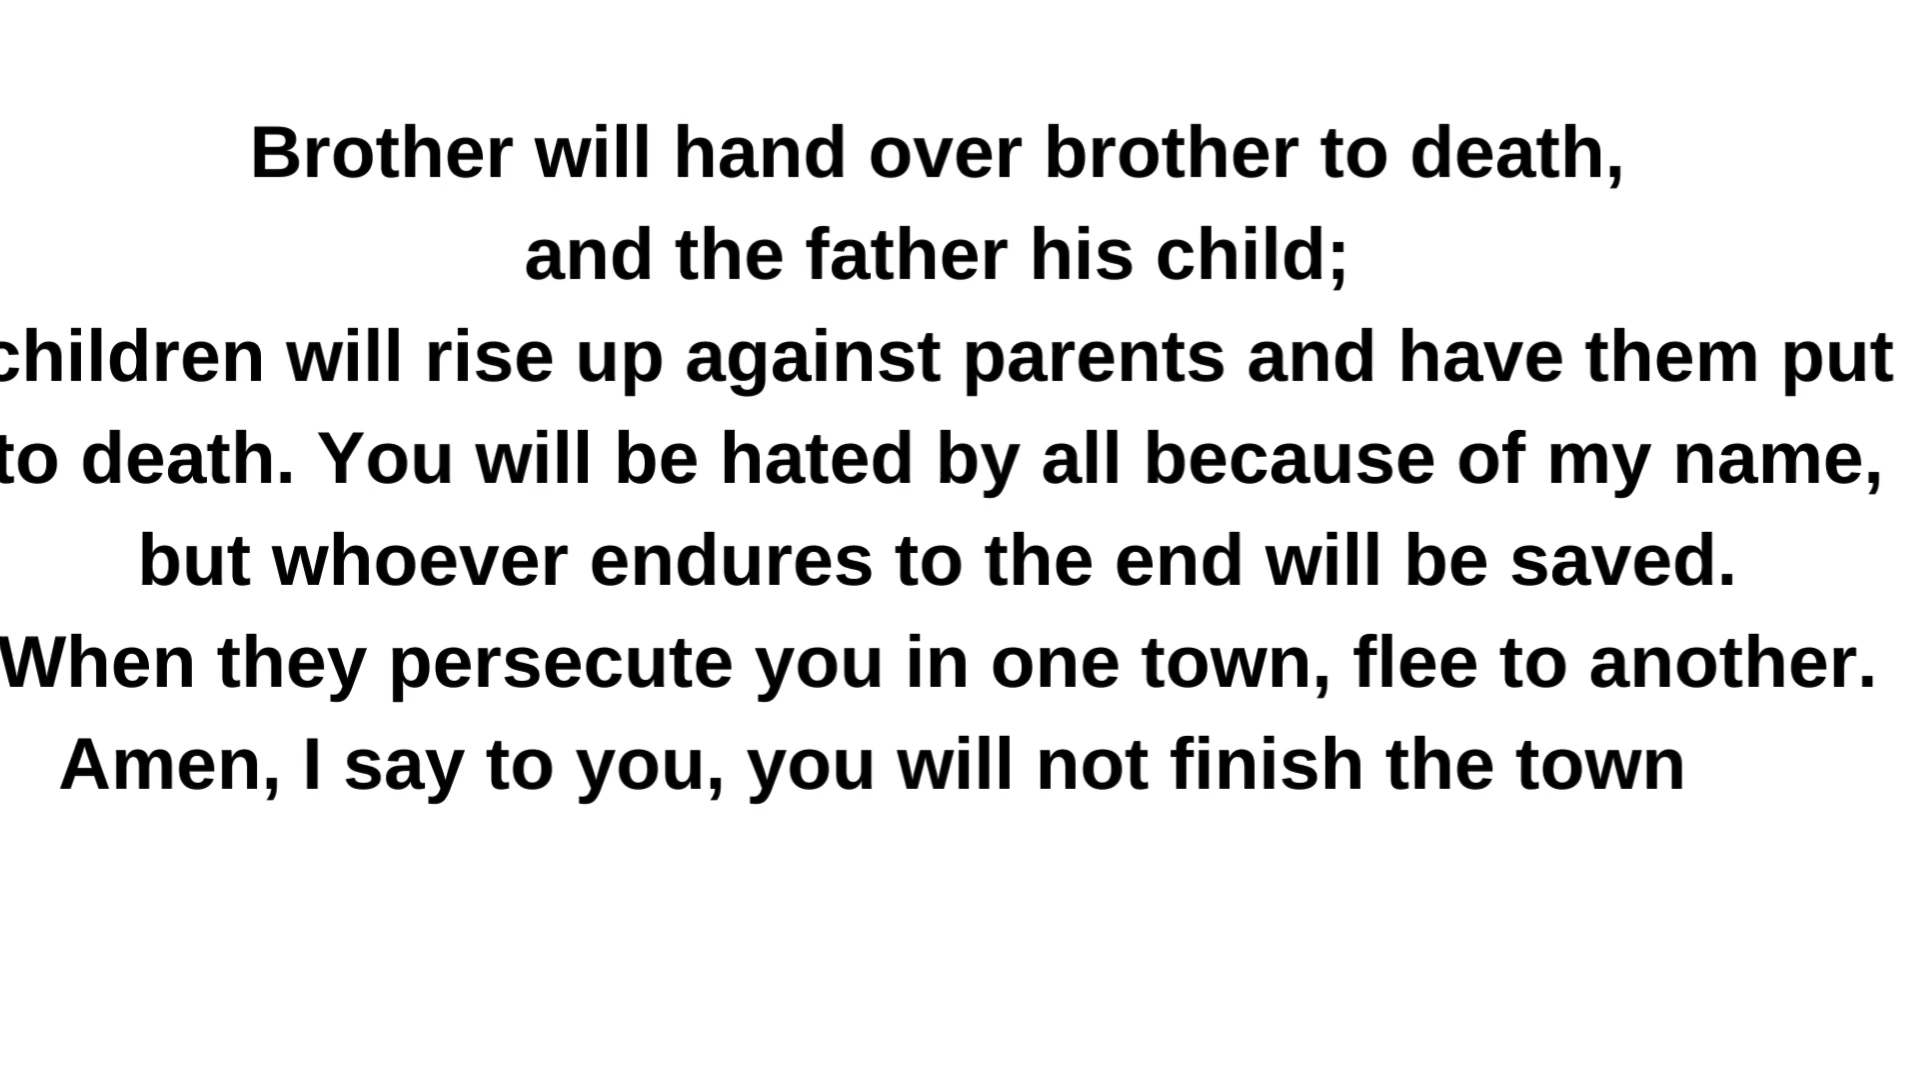 Brother will hand over brother to death,
and the father his child;
children will rise up against parents and have them put
to death. You will be hated by all because of my name,
but whoever endures to the end will be saved.
When they persecute you in one town, flee to another.
Amen, I say to you, you will not finish the town